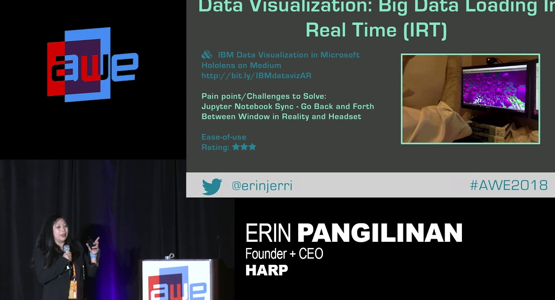 awe
Data Visualization: Big Data Loading In
Real Time (IRT)
IBM Data Visualization in Microsoft
Hololens on Medium
http://bit.ly/IBMdatavizAR
Pain point/Challenges to Solve:
Jupyter Notebook Sync - Go Back and Forth
Between Window in Reality and Headset
Ease-of-use
Rating: ★★★
@erinjerri
#AWE2018
ERIN PANGILINAN
Founder + CEO
HARP
awe